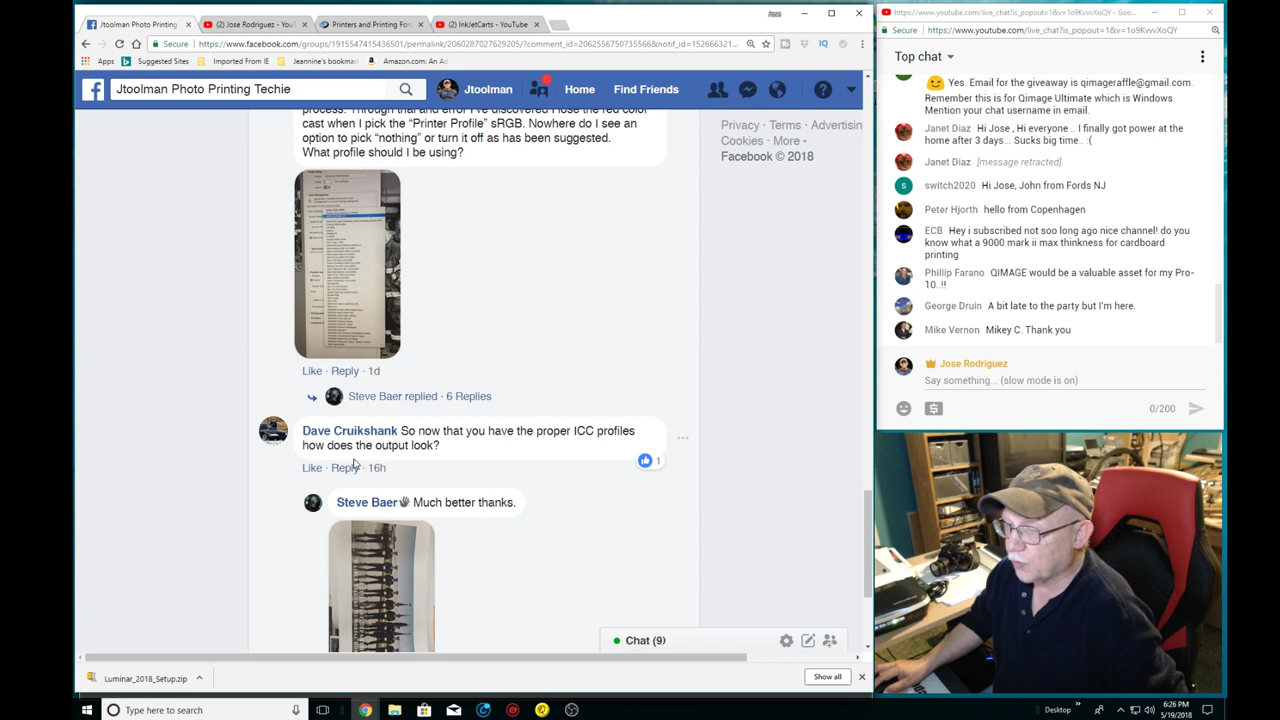 Jtoolman Photo Printing
Jose Rodriguez - YouT
Printers and Printing For
InkJetCarts - YouTube
Secure
https://www.facebook.com/groups/1915547415436501/permalink/2060287027629205/?comment_id=2062556750735566&notif_id=152666321
Apps
Suggested Sites
Imported From IE
Jeannine's bookm
Amazon.com: An
Jtoolman Photo Printing Techie
Jtoolman
Home
Find Friends
process. Through trial and error I've discovered I lose the red color
cast when I pick the "Printer Profile" sRGB. Nowhere do I see an
option to pick "nothing" or turn it off as has been suggested.
What profile should I be using?
Privacy · Terms · Advertisin
Cookies · More
Facebook © 2018
Like · Reply · 1d
Steve Baer replied · 6 Replies
Dave Cruikshank So now that you have the proper ICC profiles
how does the output look?
1
Like · Reply · 16h
Steve Baer Much better thanks.
Chat (9)
Luminar_2018_Setup.zip
Show all
Type here to search
https://www.youtube.com/live_chat?is_popout=1&v=1o9KvvvXoQY - Goo...
Secure
https://www.youtube.com/live_chat?is_popout=1&v=1o9KvvvXoQY
Top chat
Yes. Email for the giveaway is qimageraffle@gmail.com.
Remember this is for Qimage Ultimate which is Windows.
Mention your chat username in email.
Janet Diaz Hi Jose , Hi everyone .. I finally got power at the
home after 3 days... Sucks big time.. :(
Janet Diaz [message retracted]
S
switch2020 Hi Jose, John from Fords NJ
Peter Hjorth hello from Copenhagen
ECB Hey i subscribed not soo long ago nice channel! do you
know what a 9000 mark a max thinkness for cardboard
printing
Phillip Farano QIMAGE would be a valuable asset for my Pro-
10..!!
George Druin A bit late to the party but I'm here.
Mike Vernon Mikey C. Thank you
Jose Rodriguez
Say something... (slow mode is on)
0/200
Desktop
6:26 PM
5/19/2018